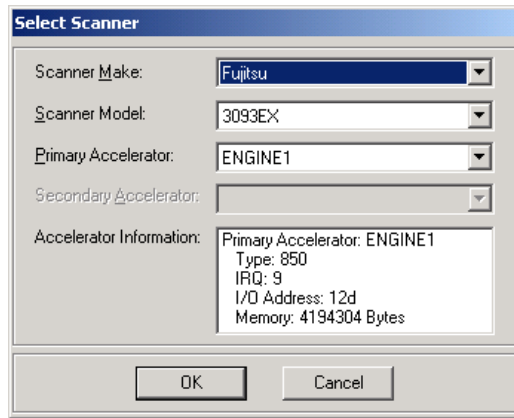 Select Scanner
Scanner Make: Fujitsu
Scanner Model: 3093EX
Primary Accelerator: ENGINE1
Secondary Accelerator:
Accelerator Information: Primary Accelerator: ENGINE1
Type: 850
IRQ: 9
I/O Address: 12d
Memory: 4194304 Bytes
OK Cancel